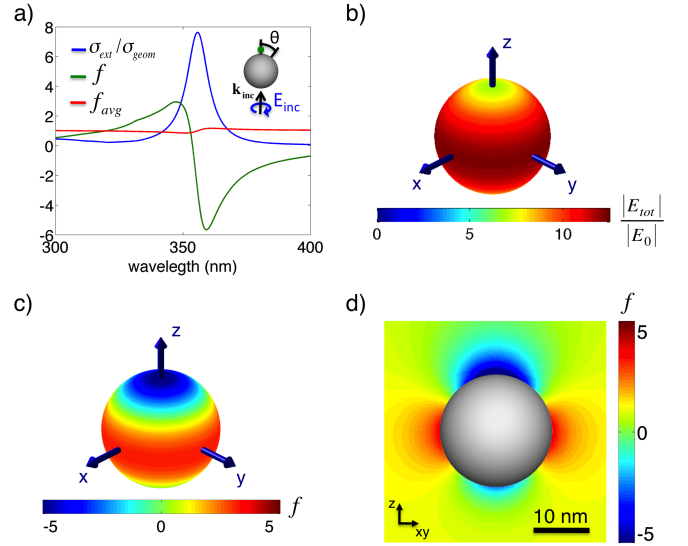 a)
8
6
4
2
0
-2
-4
-6
σext/σgeom
f
favg
θ
kinc
Einc
300
350
400
wavelegth (nm)
b)
z
x
y
0
5
10
|Etot|
|E0|
c)
z
x
y
-5
0
5
f
d)
f
5
0
-5
z
xy
10 nm